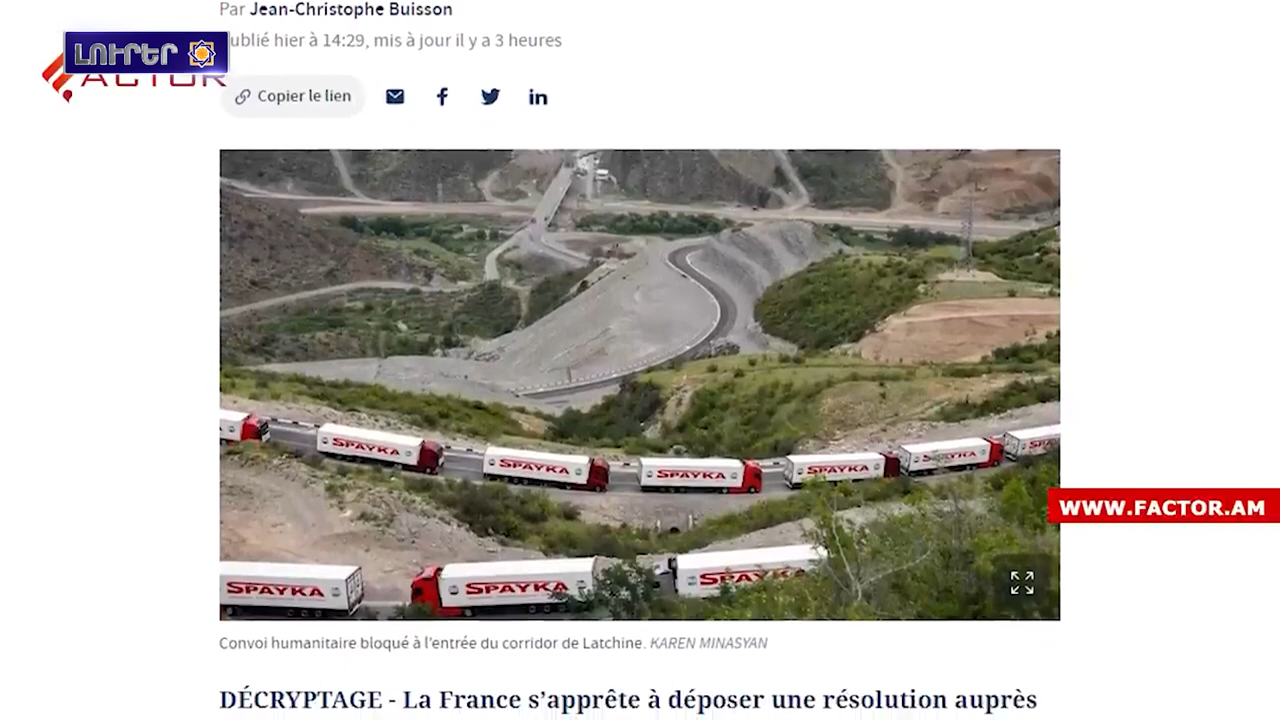 Par Jean-Christophe Buisson
ublié hier à 14:29, mis à jour il y a 3 heures
ԼՈՒՐԵՐ
ACTOR
Copier le lien
SPAYKA
SPAYKA
SPAYKA
SPAYKA
SPAYKA
SPAYKA
WWW.FACTOR.AM
SPAYKA
SPAYKA
SPAYKA
Convoi humanitaire bloqué à l'entrée du corridor de Latchine. KAREN MINASYAN
DÉCRYPTAGE - La France s'apprête à déposer une résolution auprès